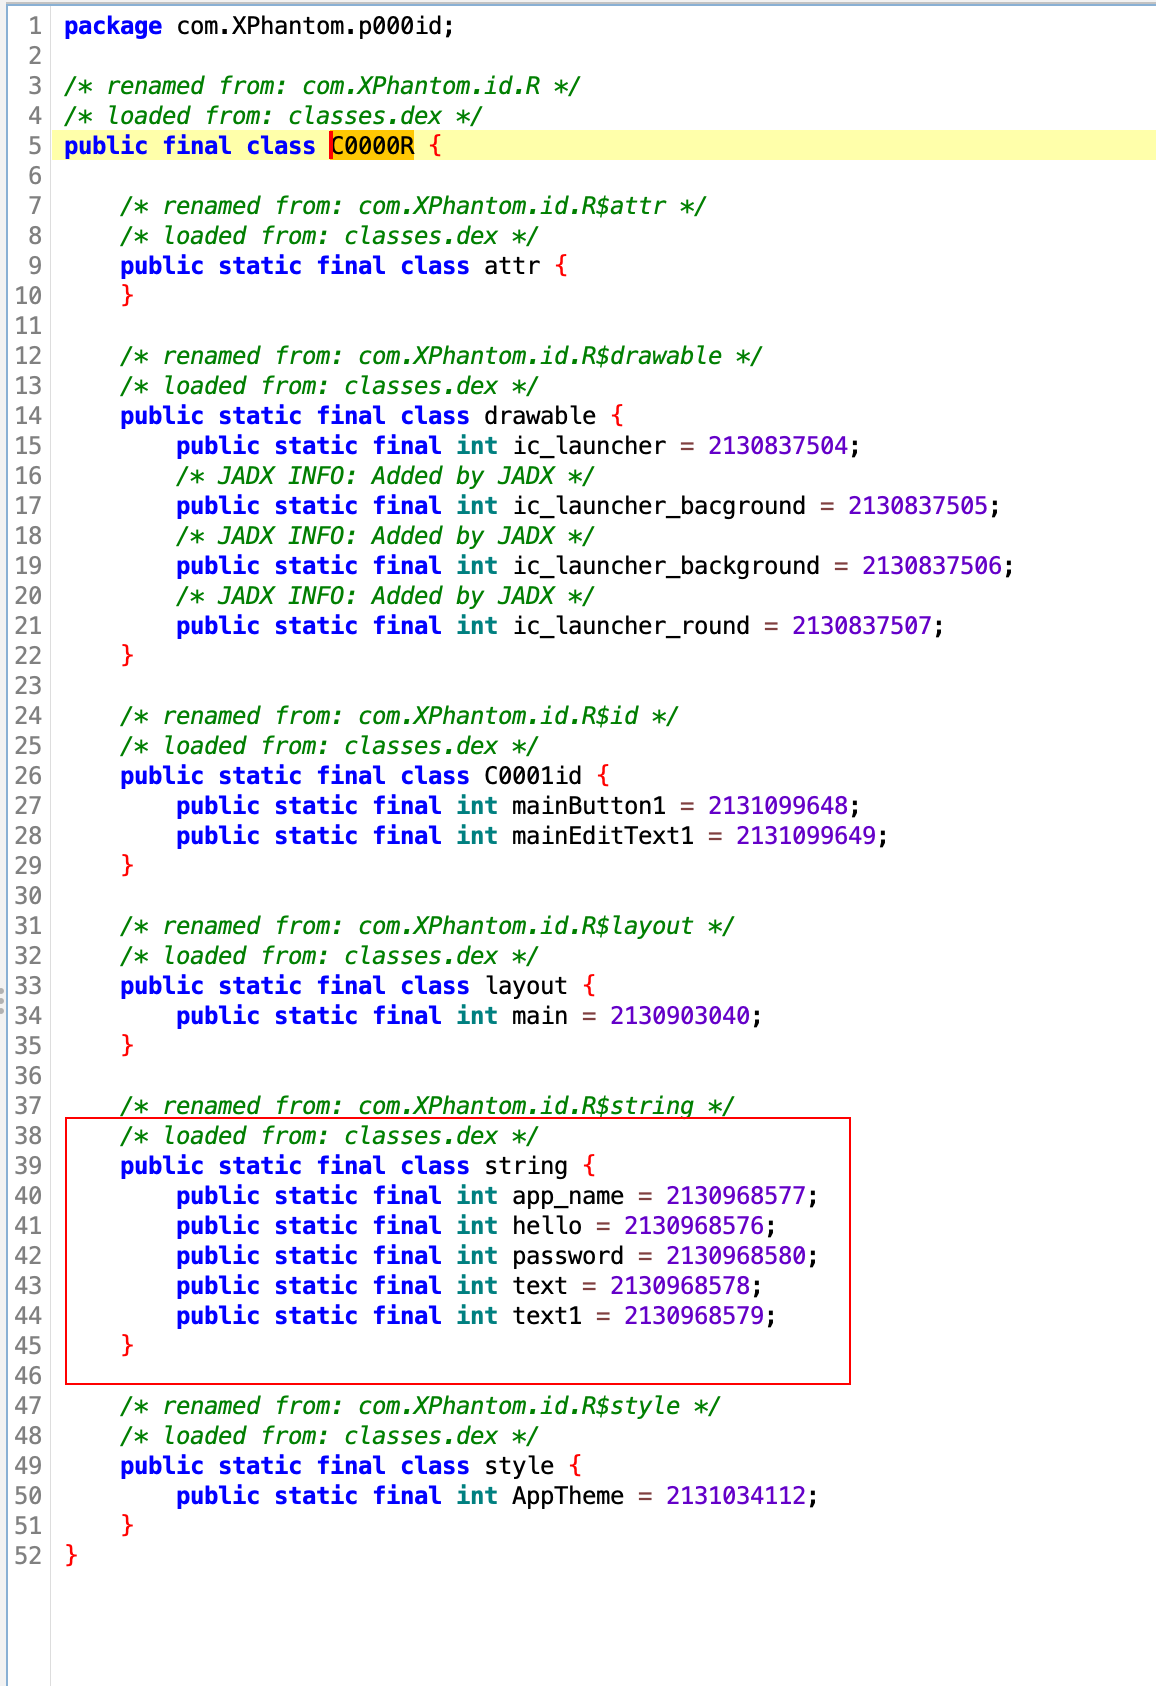 1 package com.XPhantom.p000id;
2
3 /* renamed from: com.XPhantom.id.R */
4 /* loaded from: classes.dex */
5 public final class C0000R {
6
7 /* renamed from: com.XPhantom.id.R$attr */
8 /* loaded from: classes.dex */
9 public static final class attr {
10 }
11
12 /* renamed from: com.XPhantom.id.R$drawable */
13 /* loaded from: classes.dex */
14 public static final class drawable {
15 public static final int ic_launcher = 2130837504;
16 /* JADX INFO: Added by JADX */
17 public static final int ic_launcher_bacground = 2130837505;
18 /* JADX INFO: Added by JADX */
19 public static final int ic_launcher_background = 2130837506;
20 /* JADX INFO: Added by JADX */
21 public static final int ic_launcher_round = 2130837507;
22 }
23
24 /* renamed from: com.XPhantom.id.R$id */
25 /* loaded from: classes.dex */
26 public static final class C0001id {
27 public static final int mainButton1 = 2131099648;
28 public static final int mainEditText1 = 2131099649;
29 }
30
31 /* renamed from: com.XPhantom.id.R$layout */
32 /* loaded from: classes.dex */
33 public static final class layout {
34 public static final int main = 2130903040;
35 }
36
37 /* renamed from: com.XPhantom.id.R$string */
38 /* loaded from: classes.dex */
39 public static final class string {
40 public static final int app_name = 2130968577;
41 public static final int hello = 2130968576;
42 public static final int password = 2130968580;
43 public static final int text = 2130968578;
44 public static final int text1 = 2130968579;
45 }
46
47 /* renamed from: com.XPhantom.id.R$style */
48 /* loaded from: classes.dex */
49 public static final class style {
50 public static final int AppTheme = 2131034112;
51 }
52 }